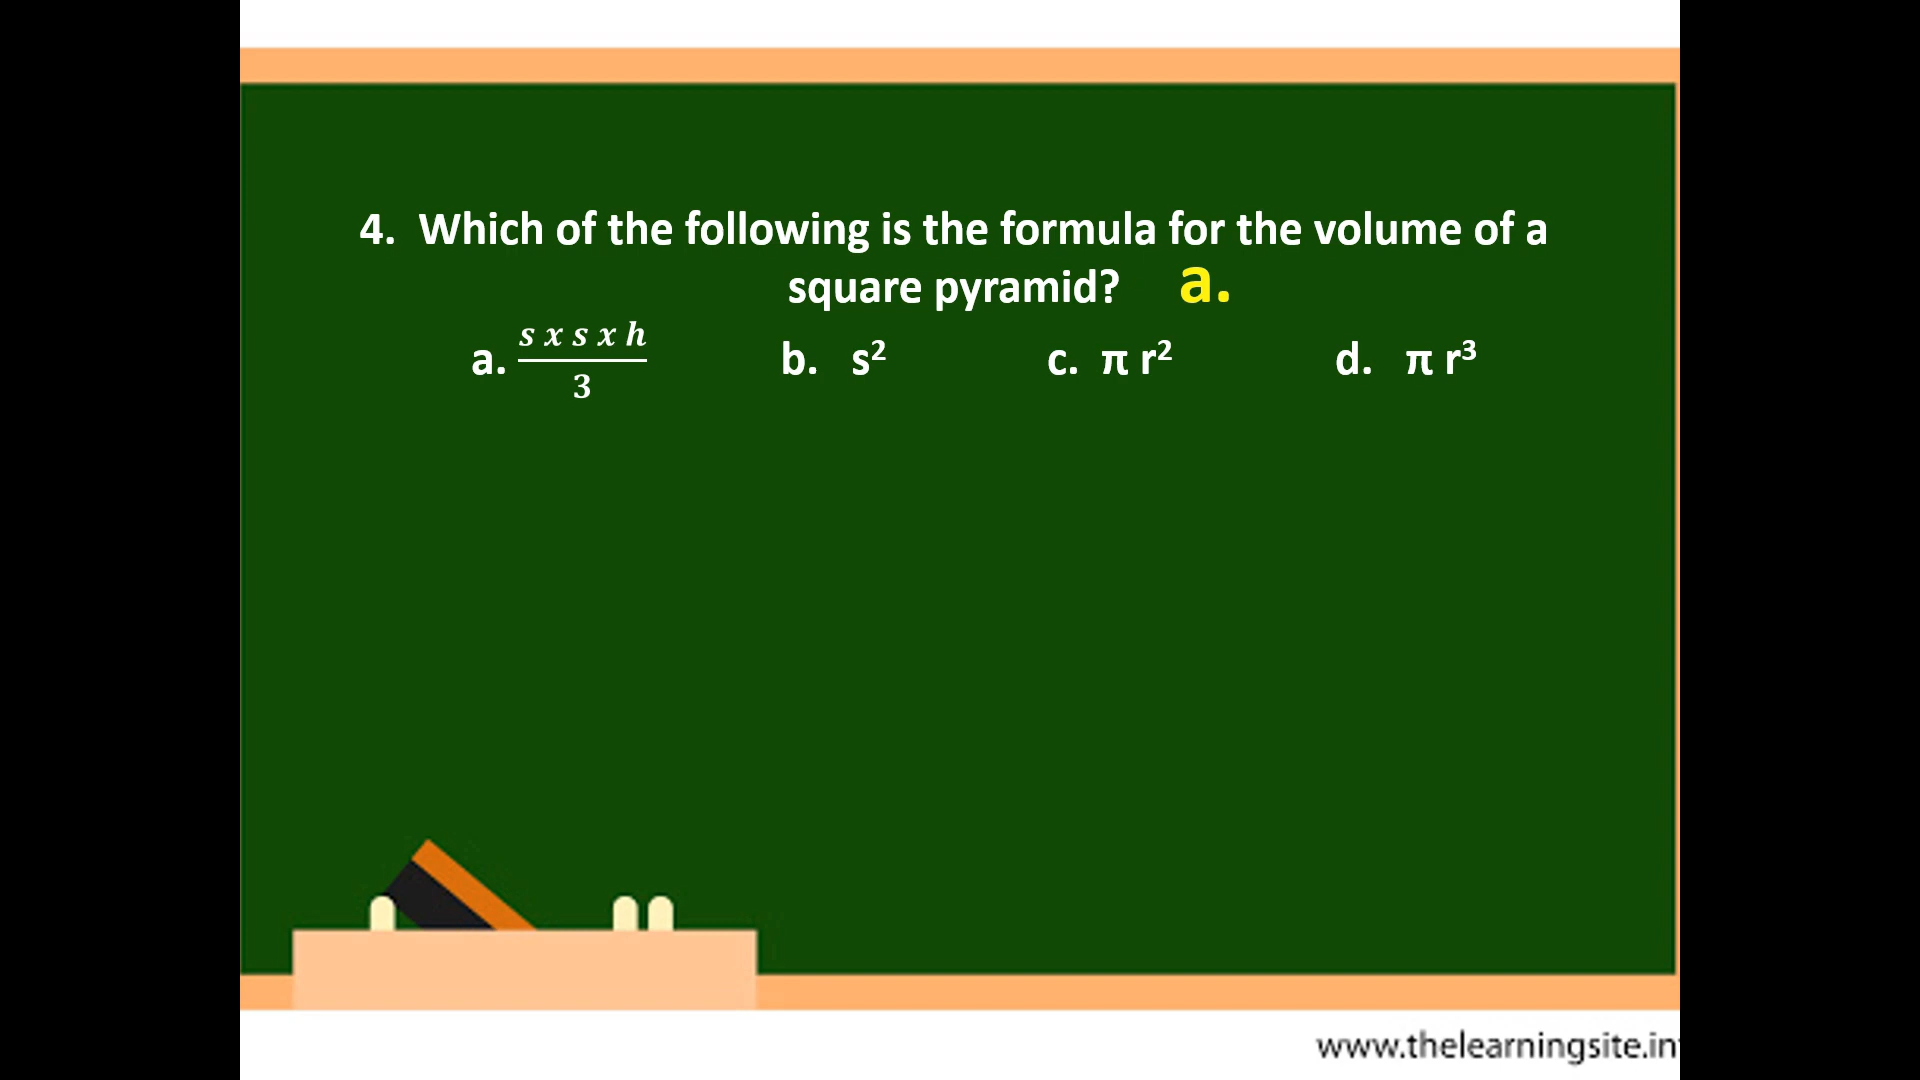 4. Which of the following is the formula for the volume of a
square pyramid? a.
a. s x s x h / 3 b. s² c. π r² d. π r³
www.thelearningsite.in